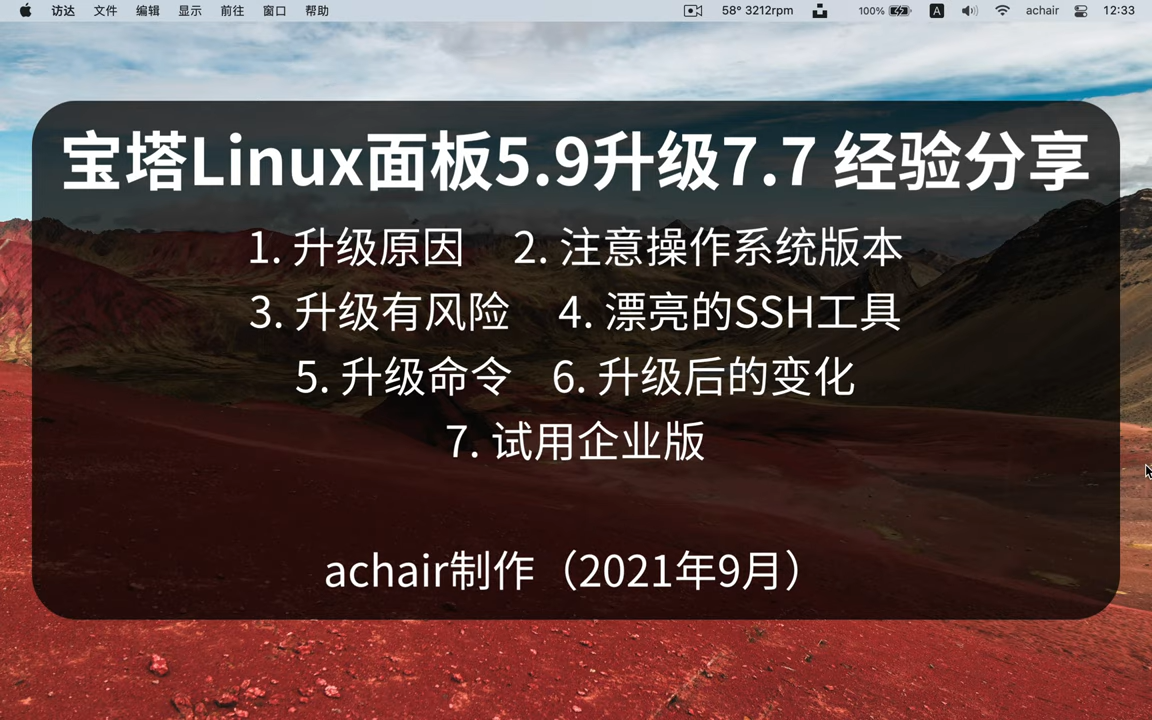 访达 文件 编辑 显示 前往 窗口 帮助 58° 3212rpm 100% A achair 12:33
宝塔Linux面板5.9升级7.7 经验分享
1. 升级原因 2. 注意操作系统版本
3. 升级有风险 4. 漂亮的SSH工具
5. 升级命令 6. 升级后的变化
7. 试用企业版
achair制作（2021年9月）